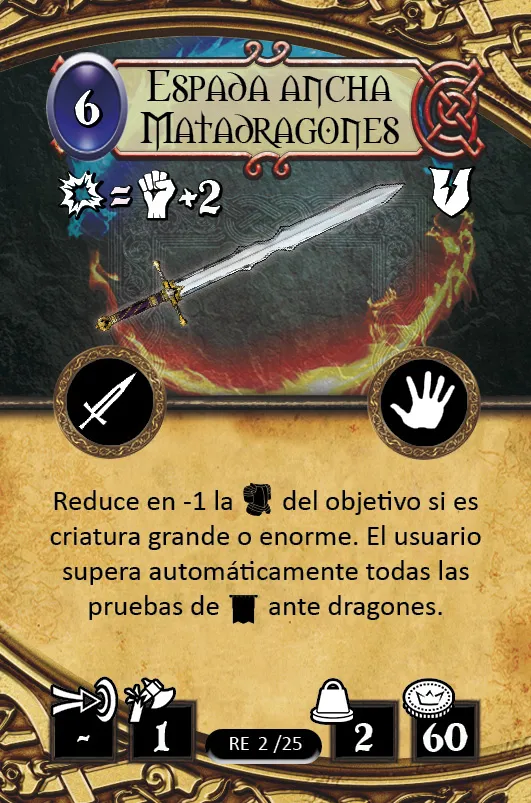 6
Espada ancha
Matadragones
= +2
Reduce en -1 la del objetivo si es
criatura grande o enorme. El usuario
supera automáticamente todas las
pruebas de ante dragones.
- 1 RE 2 /25 2 60